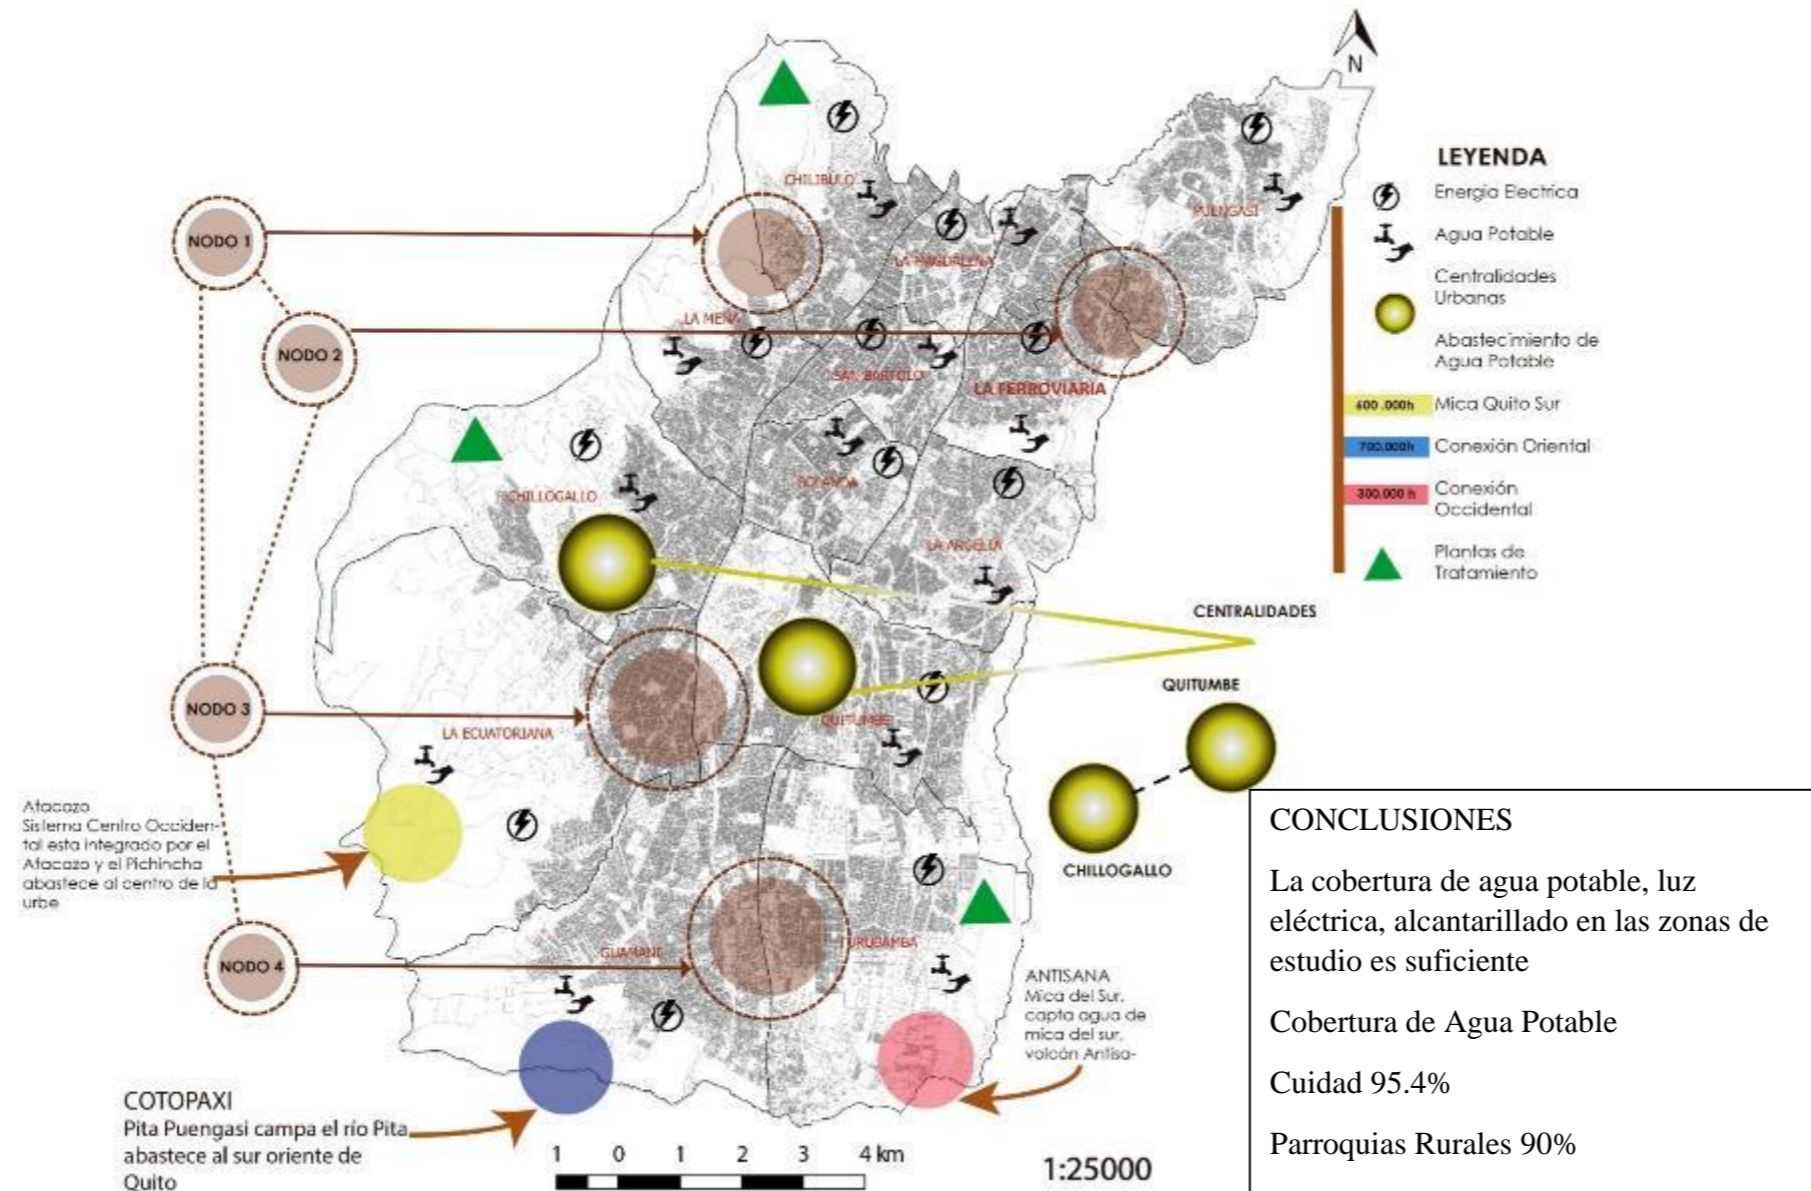 N
LEYENDA
Energia Electrica
Agua Potable
Centralidades
Urbanas
Abastecimiento de
Agua Potable
600 .000h Mica Quito Sur
700.000h Conexión Oriental
300.000 h Conexión
Occidental
Plantas de
Tratamiento
NODO 1
NODO 2
NODO 3
NODO 4
CHILIBULO
PUENGASI
LA MAGDALENA
LA MENA
SAN BARTOLO
LA FERROVIARIA
SOLANDA
CHILLOGALLO
LA ARGELIA
CENTRALIDADES
QUITUMBE
QUITUMBE
LA ECUATORIANA
CHILLOGALLO
Atacazo
Sistema Centro Occiden-
tal esta integrado por el
Atacazo y el Pichincha
abastece al centro de la
urbe
GUAMANI
TURUBAMBA
ANTISANA
Mica del Sur,
capta agua de
mica del sur,
volcón Antisa-
COTOPAXI
Pita Puengasi campa el río Pita
abastece al sur oriente de
Quito
1 0 1 2 3 4 km
1:25000
CONCLUSIONES
La cobertura de agua potable, luz
eléctrica, alcantarillado en las zonas de
estudio es suficiente
Cobertura de Agua Potable
Cuidad 95.4%
Parroquias Rurales 90%